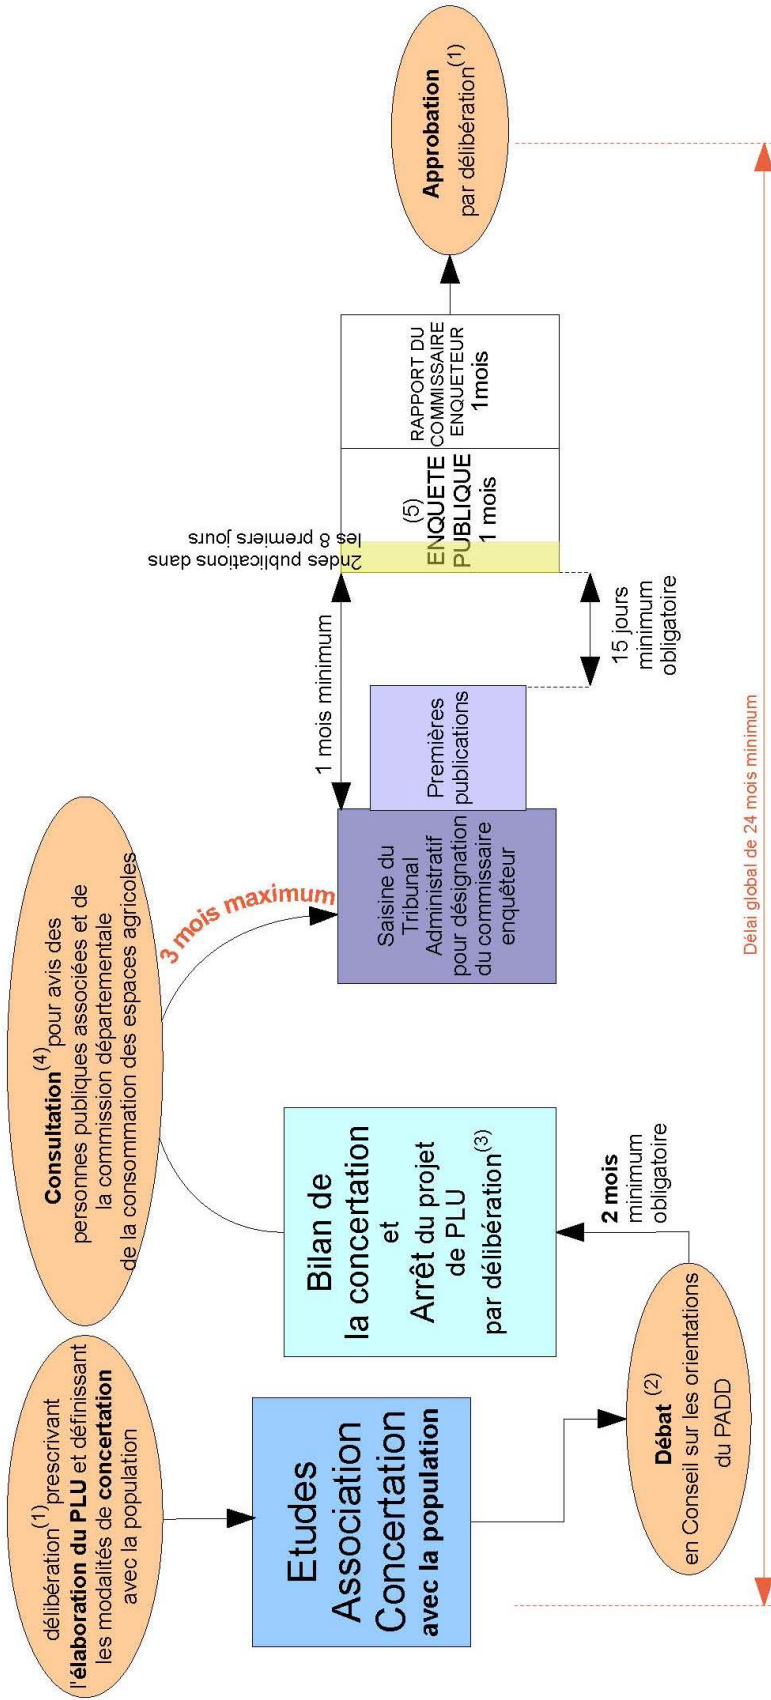 délibération(1) prescrivant
l'élaboration du PLU et définissant
les modalités de concertation
avec la population
Etudes
Association
Concertation
avec la population
Débat (2)
en Conseil sur les orientations
du PADD
2 mois
minimum
obligatoire
Bilan de
la concertation
et
Arrêt du projet
de PLU
par délibération(3)
Consultation(4) pour avis des
personnes publiques associées et de
la commission départementale
de la consommation des espaces agricoles
3 mois maximum
Saisine du
Tribunal
Administratif
pour désignation
du commissaire
enquêteur
Premières
publications
1 mois minimum
15 jours
minimum
obligatoire
2ndes publications dans
les 8 premiers jours
(5)
ENQUETE
PUBLIQUE
1 mois
RAPPORT DU
COMMISSAIRE
ENQUETEUR
1mois
Approbation
par délibération(1)
Délai global de 24 mois minimum